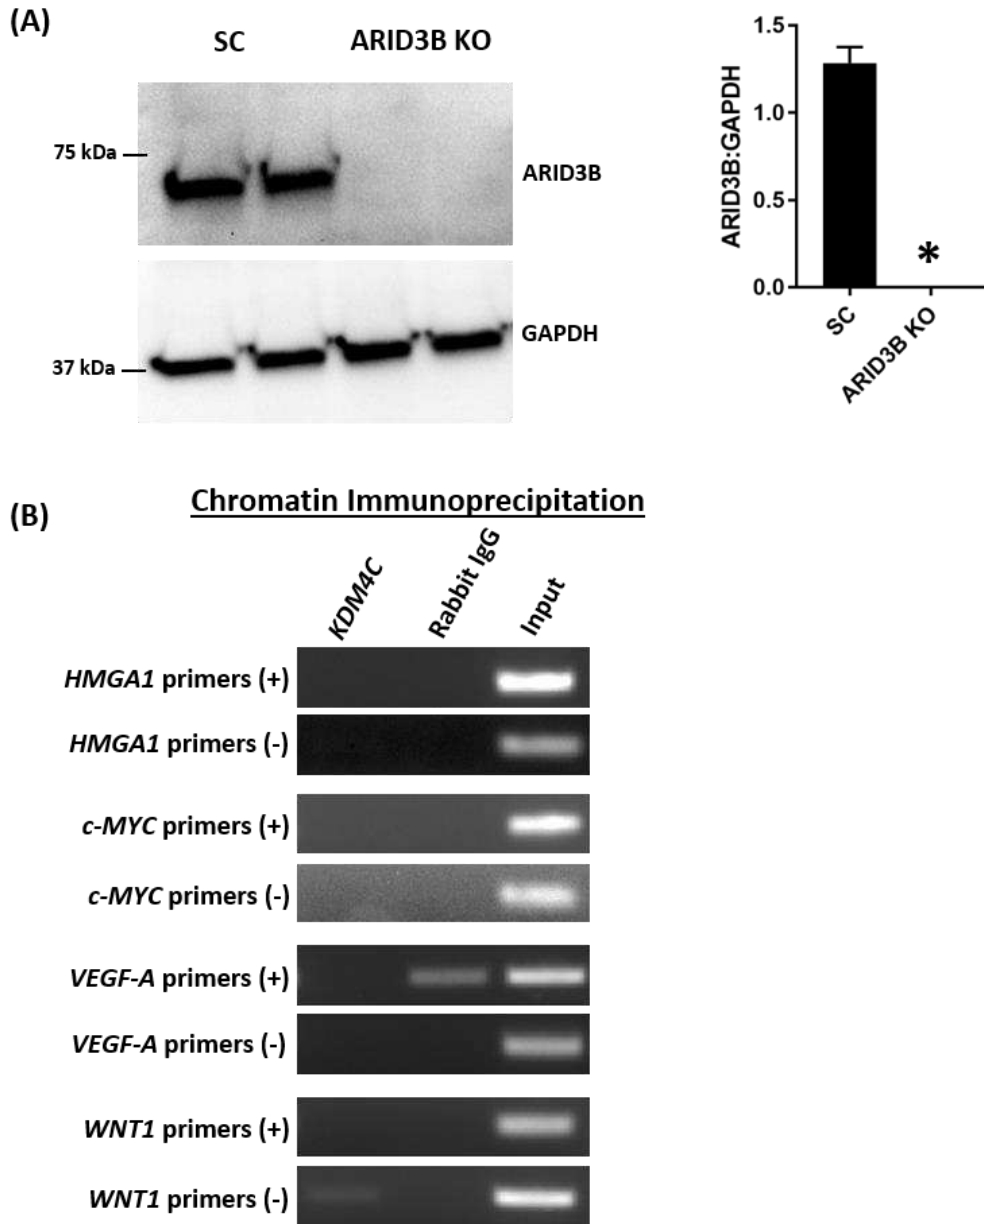 (A)
SC ARID3B KO
75 kDa
ARID3B
GAPDH
37 kDa
ARID3B:GAPDH
1.5
1.0
0.5
0.0
*
SC
ARID3B KO
(B)
Chromatin Immunoprecipitation
KDM4C
Rabbit IgG
Input
HMGA1 primers (+)
HMGA1 primers (-)
c-MYC primers (+)
c-MYC primers (-)
VEGF-A primers (+)
VEGF-A primers (-)
WNT1 primers (+)
WNT1 primers (-)